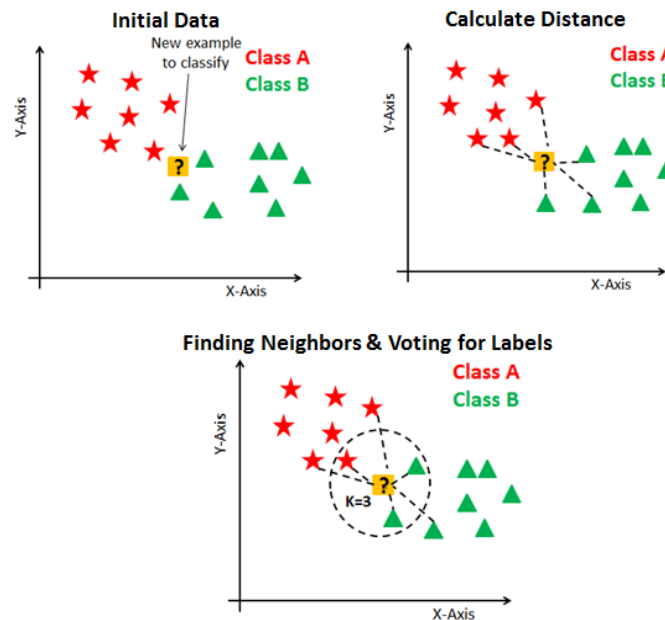 Initial Data
New example
to classify
Class A
Class B
?
Y-Axis
X-Axis
Calculate Distance
Class A
Class B
?
Y-Axis
X-Axis
Finding Neighbors & Voting for Labels
Class A
Class B
?
K=3
Y-Axis
X-Axis